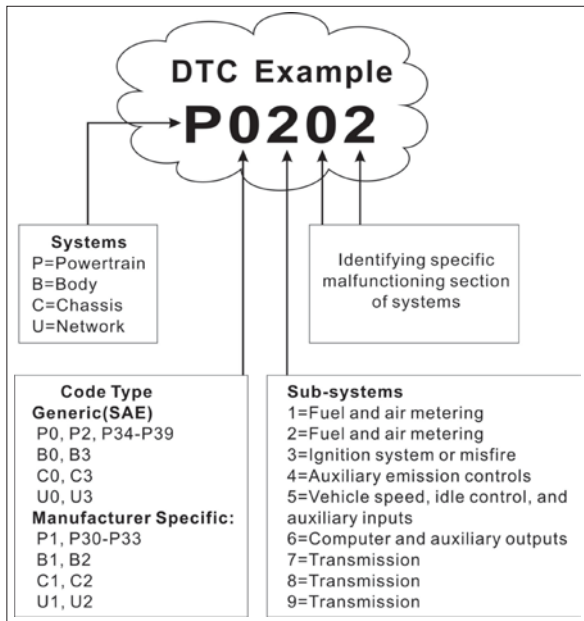 DTC Example
P0202
Systems
P=Powertrain
B=Body
C=Chassis
U=Network
Identifying specific
malfunctioning section
of systems
Code Type
Generic(SAE)
P0, P2, P34-P39
B0, B3
C0, C3
U0, U3
Manufacturer Specific:
P1, P30-P33
B1, B2
C1, C2
U1, U2
Sub-systems
1=Fuel and air metering
2=Fuel and air metering
3=Ignition system or misfire
4=Auxiliary emission controls
5=Vehicle speed, idle control, and
auxiliary inputs
6=Computer and auxiliary outputs
7=Transmission
8=Transmission
9=Transmission